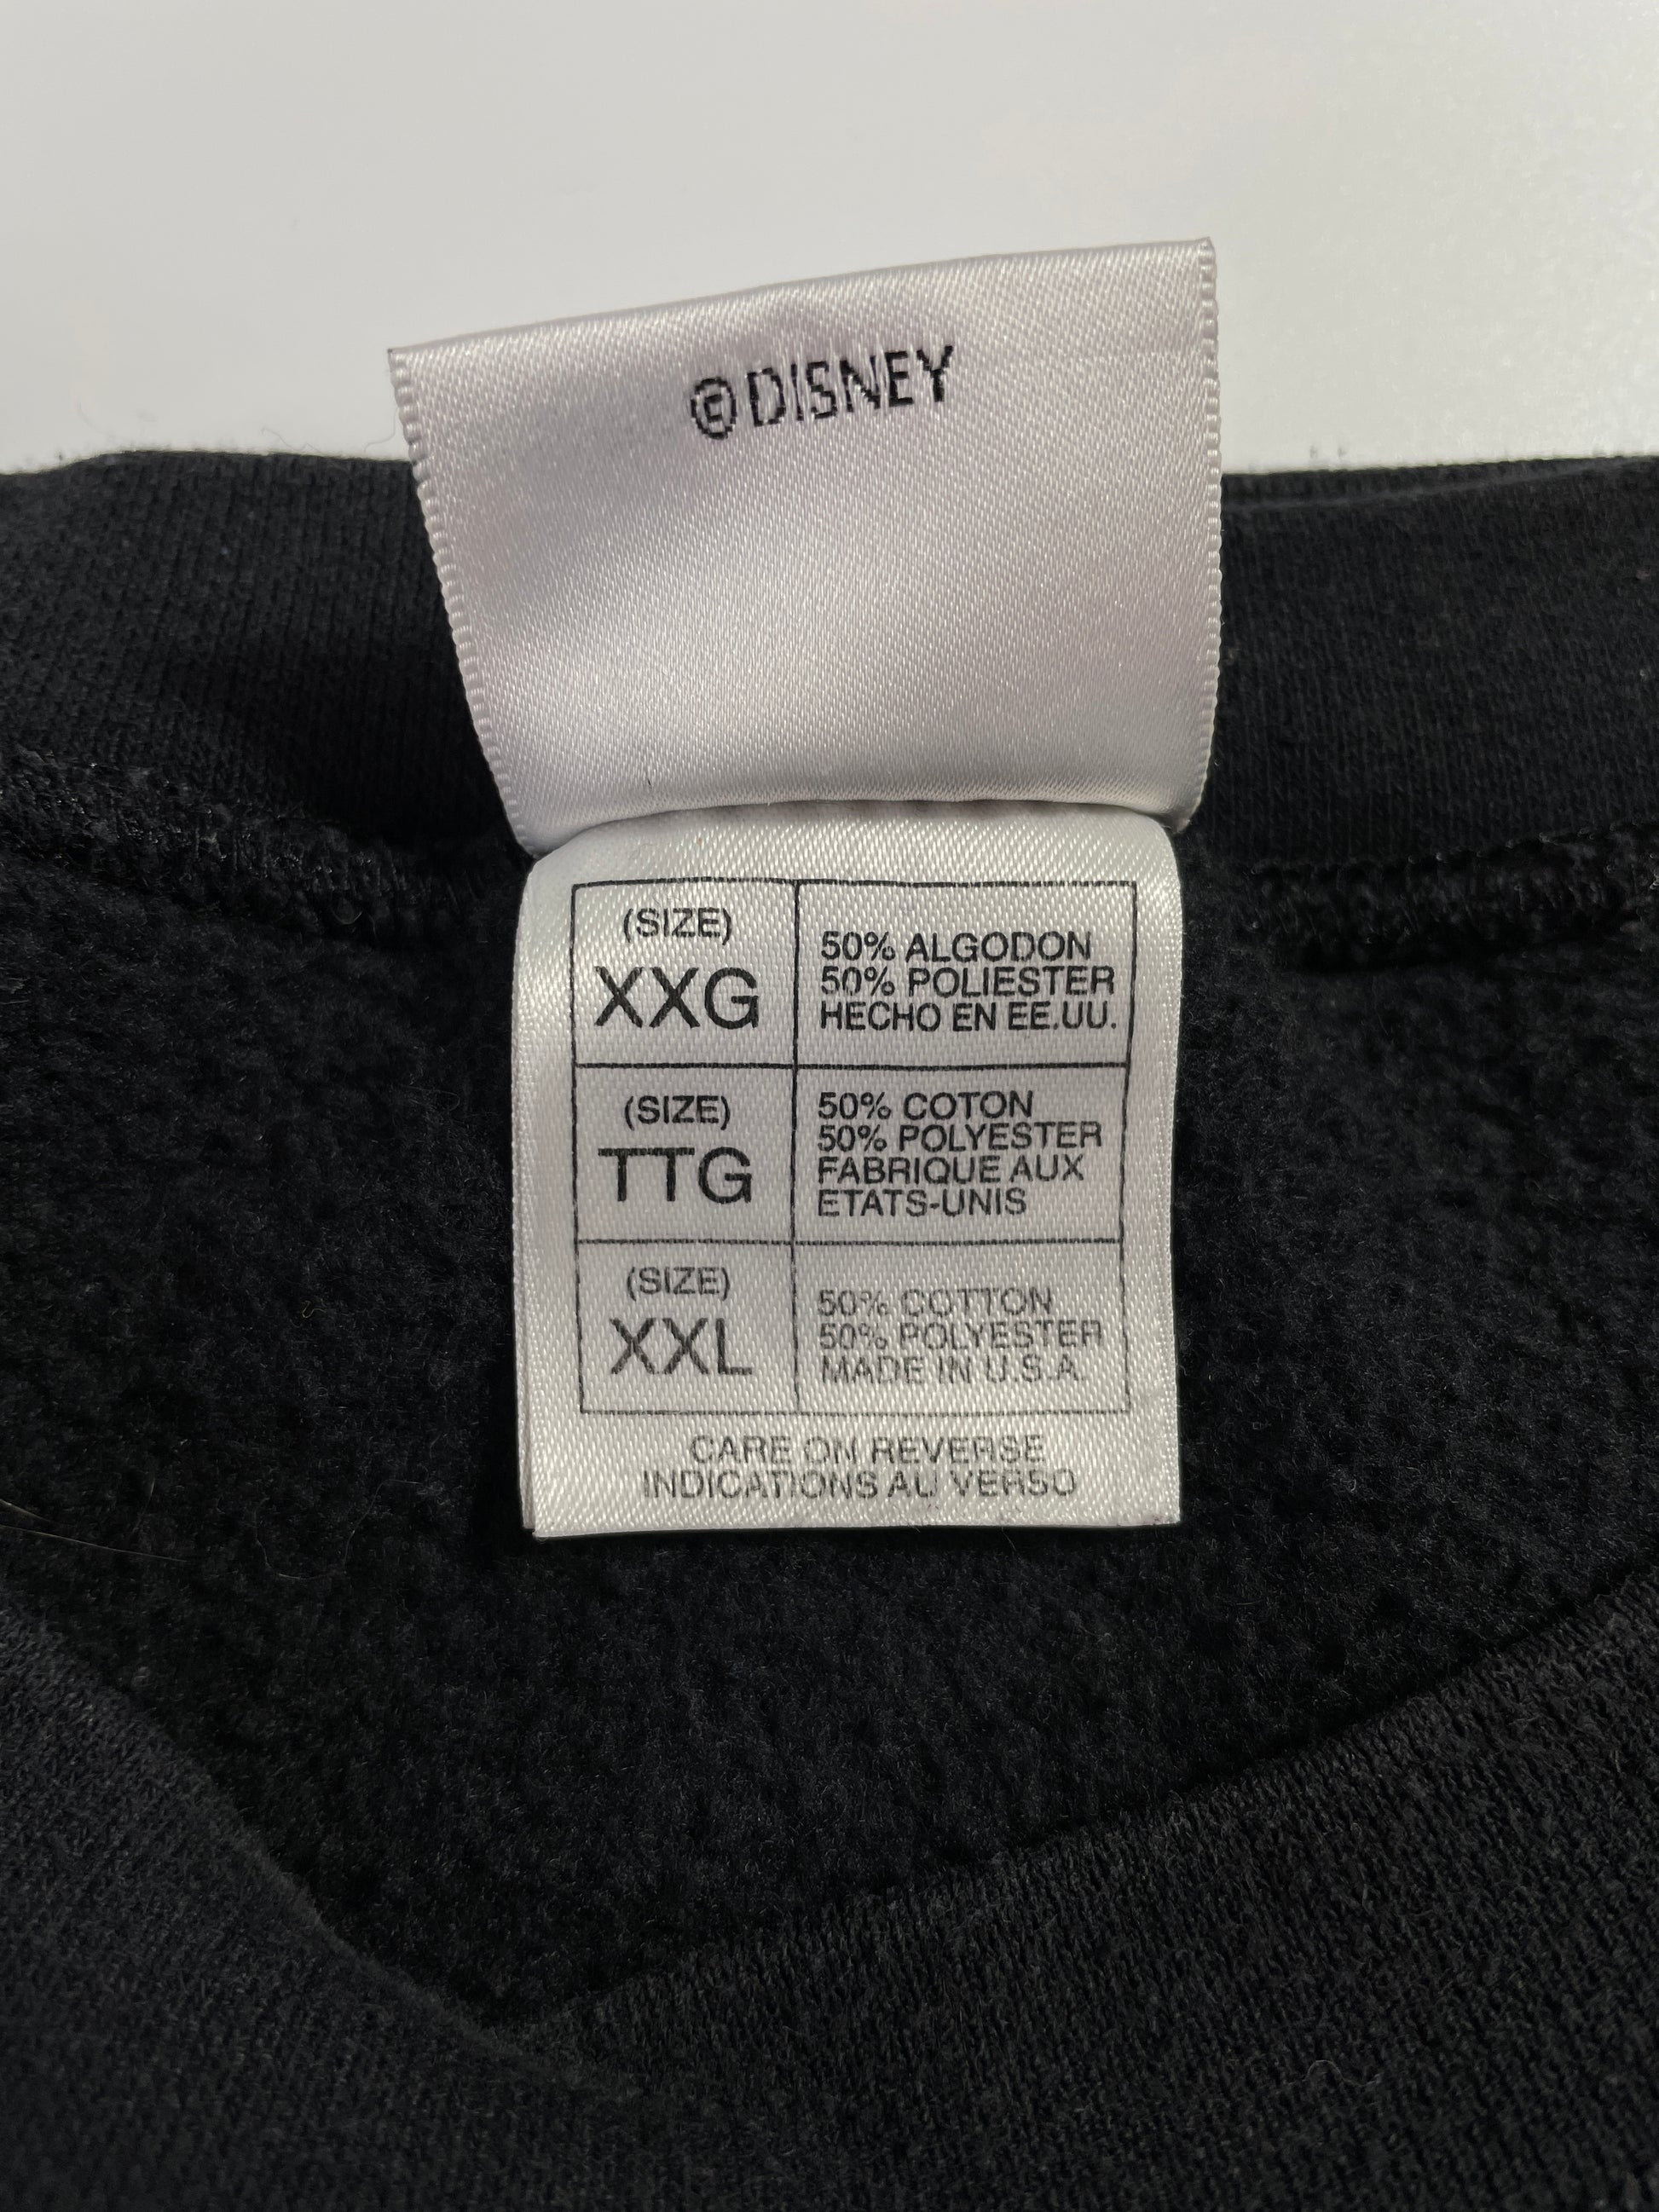 ©DISNEY
(SIZE)
XXG
50% ALGODON
50% POLIESTER
HECHO EN EE.UU.
(SIZE)
TTG
50% COTON
50% POLYESTER
FABRIQUE AUX
ETATS-UNIS
(SIZE)
XXL
50% COTTON
50% POLYESTER
MADE IN U.S.A.
CARE ON REVERSE
INDICATIONS AU VERSO